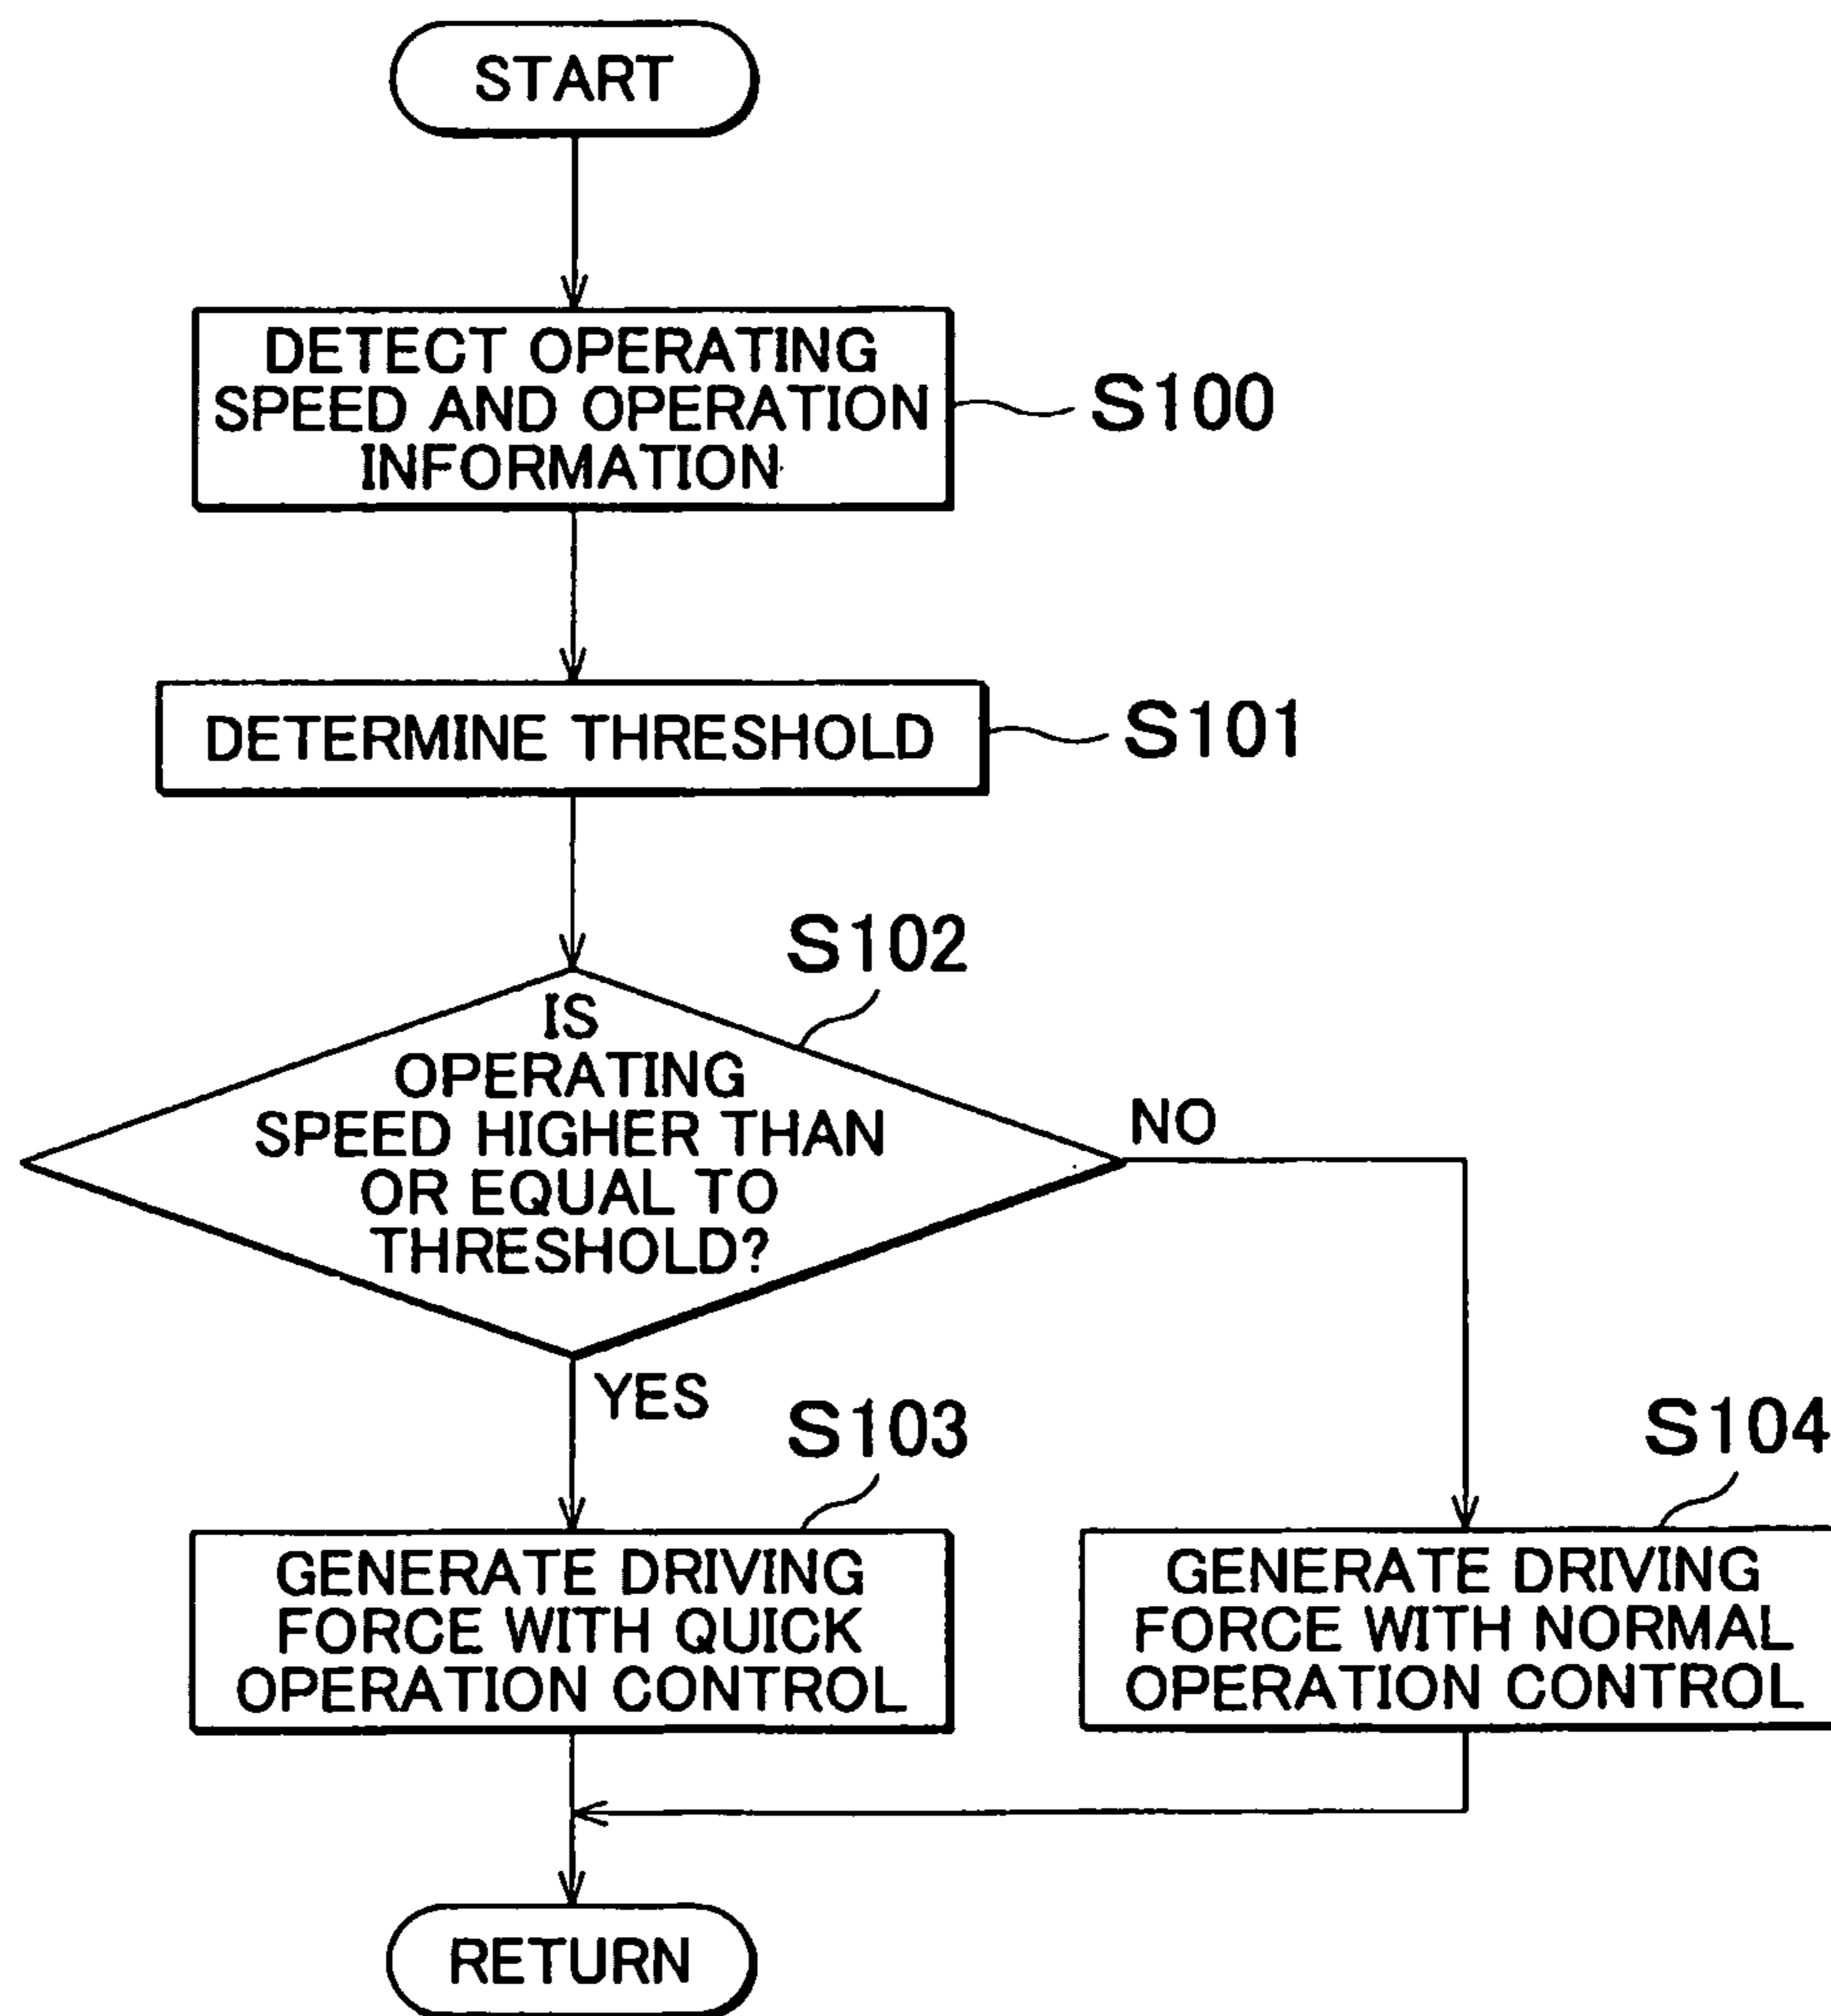 START
DETECT OPERATING
SPEED AND OPERATION
INFORMATION
S100
DETERMINE THRESHOLD
S101
S102
IS
OPERATING
SPEED HIGHER THAN
OR EQUAL TO
THRESHOLD?
NO
YES
S103
S104
GENERATE DRIVING
FORCE WITH QUICK
OPERATION CONTROL
GENERATE DRIVING
FORCE WITH NORMAL
OPERATION CONTROL
RETURN